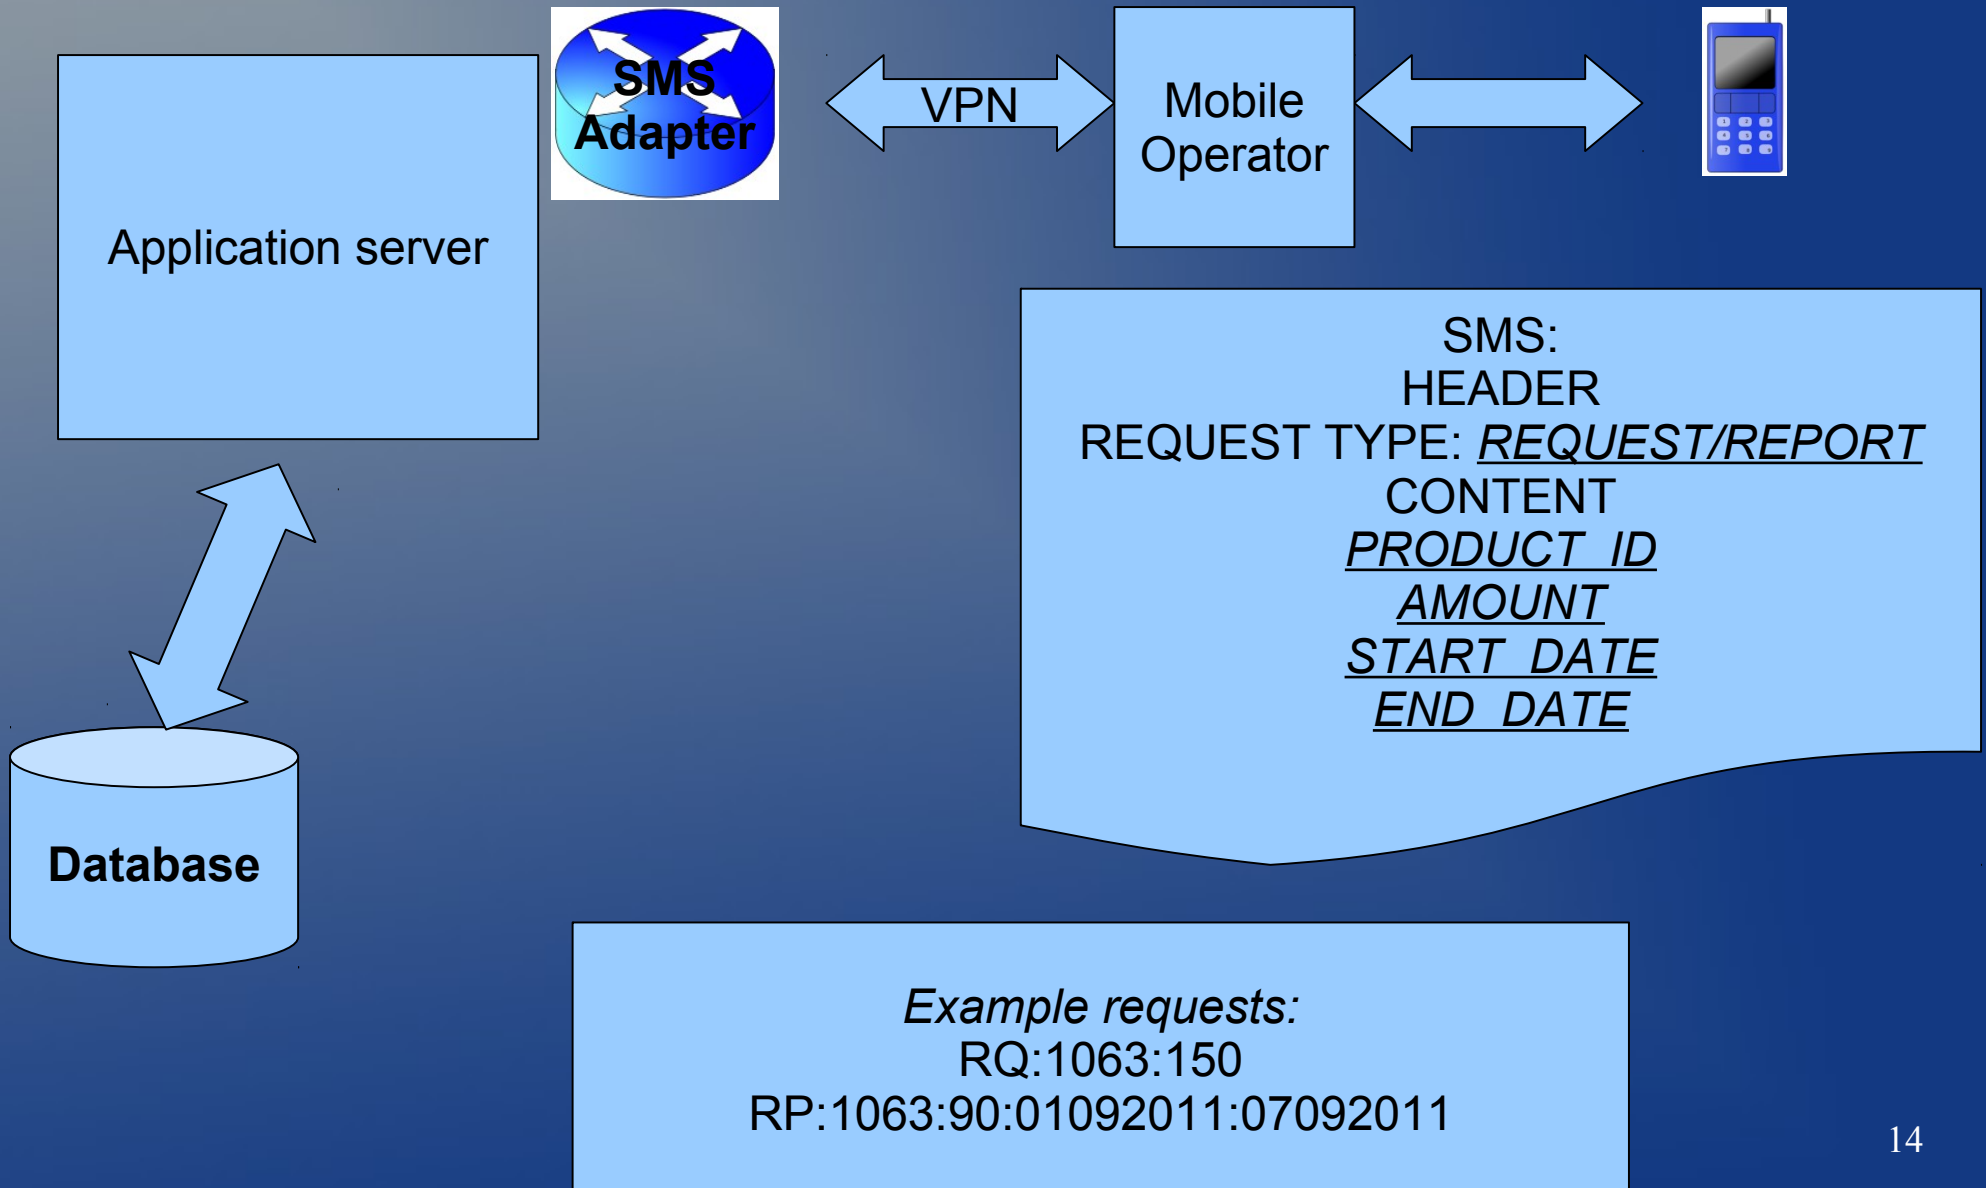 SMS
Adapter
VPN
Mobile
Operator
Application server
SMS:
HEADER
REQUEST TYPE: REQUEST/REPORT
CONTENT
PRODUCT_ID
AMOUNT
START_DATE
END_DATE
Database
Example requests:
RQ:1063:150
RP:1063:90:01092011:07092011
14